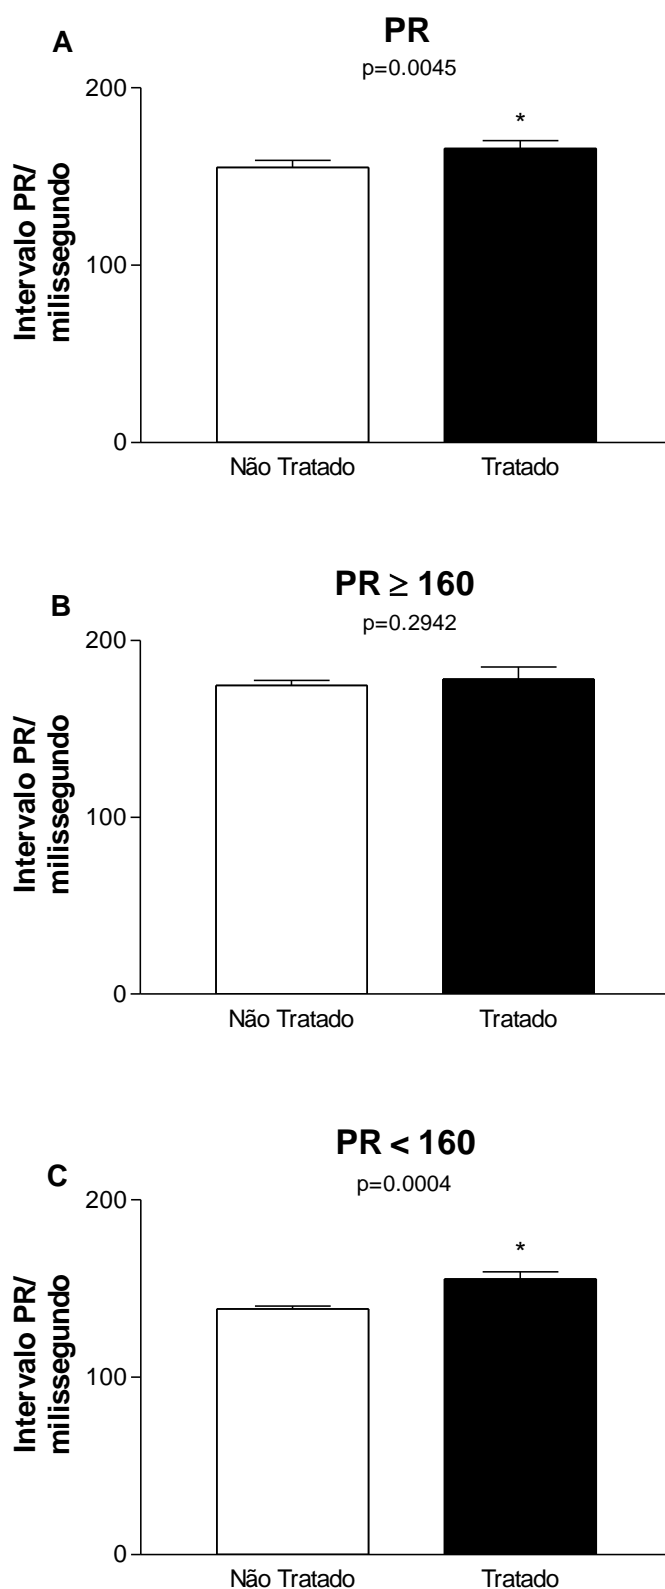 A
PR
p=0.0045
*
200
100
0
Intervalo PR/
milissegundo
Não Tratado Tratado
B
PR ≥ 160
p=0.2942
200
100
0
Intervalo PR/
milissegundo
Não Tratado Tratado
C
PR < 160
p=0.0004
*
200
100
0
Intervalo PR/
milissegundo
Não Tratado Tratado